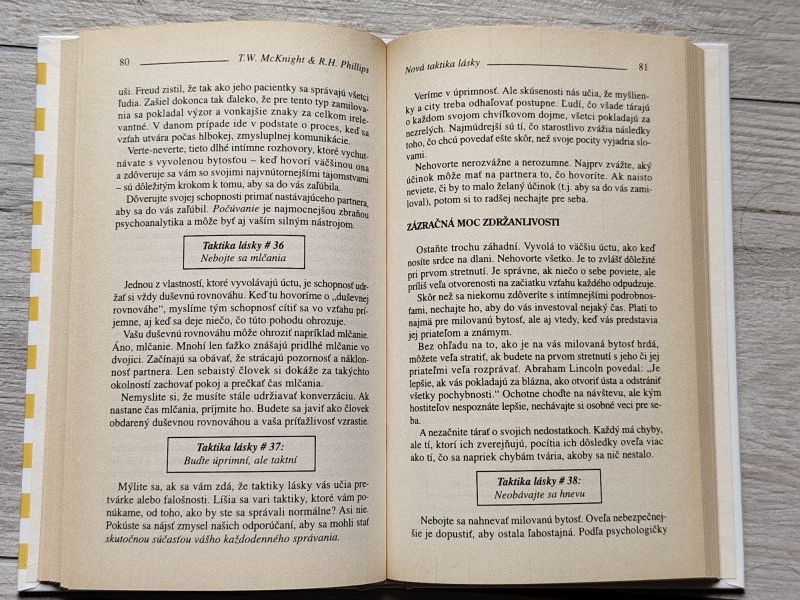 80 T.W. McKnight & R.H. Phillips
uši. Freud zistil, že tak ako jeho pacientky sa správajú všetci
ľudia. Zašiel dokonca tak ďaleko, že pre tento typ zamilova-
nia sa pokladal výzor a vonkajšie znaky za celkom irele-
vantné. V danom prípade ide v podstate o proces, keď sa
vzťah utvára počas hlbokej, zmysluplnej komunikácie.
Verte-neverte, tieto dlhé intímne rozhovory, ktoré vychut-
návate s vyvolenou bytosťou – keď hovorí väčšinou ona
a zdôveruje sa vám so svojimi najvnútornejšími tajomstvami
– sú dôležitým krokom k tomu, aby sa do vás zaľúbila.
Dôverujte svojej schopnosti primäť nastávajúceho partnera,
aby sa do vás zaľúbil. Počúvanie je najmocnejšou zbraňou
psychoanalytika a môže byť aj vaším silným nástrojom.
Taktika lásky # 36
Nebojte sa mlčania
Jednou z vlastností, ktoré vyvolávajú úctu, je schopnosť udr-
žať si vždy duševnú rovnováhu. Keď tu hovoríme o „duševnej
rovnováhe“, myslíme tým schopnosť cítiť sa vo vzťahu prí-
jemne, aj keď sa deje niečo, čo túto pohodu ohrozuje.
Vašu duševnú rovnováhu môže ohroziť napríklad mlčanie.
Áno, mlčanie. Mnohí len ťažko znášajú pridlhé mlčanie vo
dvojici. Začínajú sa obávať, že strácajú pozornosť a náklon-
nosť partnera. Len sebaistý človek si dokáže za takýchto
okolností zachovať pokoj a prečkať čas mlčania.
Nemyslite si, že musíte stále udržiavať konverzáciu. Ak
nastane čas mlčania, príjmite ho. Budete sa javiť ako človek
obdarený duševnou rovnováhou a vaša príťažlivosť vzrastie.
Taktika lásky # 37:
Buďte úprimní, ale taktní
Mýlite sa, ak sa vám zdá, že taktiky lásky vás učia pre-
tvárke alebo falošnosti. Líšia sa vari taktiky, ktoré vám po-
núkame, od toho, ako by ste sa správali normálne? Asi nie.
Pokúste sa nájsť zmysel našich odporúčaní, aby sa mohli stať
skutočnou súčasťou vášho každodenného správania.
Nová taktika lásky 81
Veríme v úprimnosť. Ale skúsenosti nás učia, že myšlien-
ky a city treba odhaľovať postupne. Ľudí, čo všade tárajú
o každom svojom chvíľkovom dojme, všetci pokladajú za
nezrelých. Najmúdrejší sú tí, čo starostlivo zvážia následky
toho, čo chcú povedať ešte skôr, než svoje pocity vyjadria slo-
vami.
Nehovorte nerozvážne a nerozumne. Najprv zvážte, aký
účinok môže mať na partnera to, čo hovoríte. Ak naisto
neviete, či by to malo želaný účinok (t.j. aby sa do vás zami-
loval), potom si to radšej nechajte pre seba.
ZÁZRAČNÁ MOC ZDRŽANLIVOSTI
Ostaňte trochu záhadní. Vyvolá to väčšiu úctu, ako keď
nosíte srdce na dlani. Nehovorte všetko. Je to zvlášť dôležité
pri prvom stretnutí. Je správne, ak niečo o sebe poviete, ale
príliš veľa otvorenosti na začiatku vzťahu každého odpudzuje.
Skôr než sa niekomu zdôveríte s intímnejšími podrobnos-
ťami, nechajte ho, aby do vás investoval nejaký čas. Platí to
najmä pre milovanú bytosť, ale aj vtedy, keď vás predstavia
jej priateľom a známym.
Bez ohľadu na to, ako je na vás milovaná bytosť hrdá,
môžete veľa stratiť, ak budete na prvom stretnutí s jeho či jej
priateľmi veľa rozprávať. Abraham Lincoln povedal: „Je
lepšie, ak vás pokladajú za blázna, ako otvoriť ústa a odstrániť
všetky pochybnosti.“ Ochotne choďte na návštevu, ale kým
hostiteľov nespoznáte lepšie, nechávajte si osobné veci pre se-
ba.
A nezačnite tárať o svojich nedostatkoch. Každý má chyby,
ale tí, ktorí ich zverejňujú, pocítia ich dôsledky oveľa viac
ako tí, čo sa napriek chybám tvária, akoby sa nič nestalo.
Taktika lásky # 38:
Neobávajte sa hnevu
Nebojte sa nahnevať milovanú bytosť. Oveľa nebezpečnej-
šie je dopustiť, aby ostala ľahostajná. Podľa psychologičky